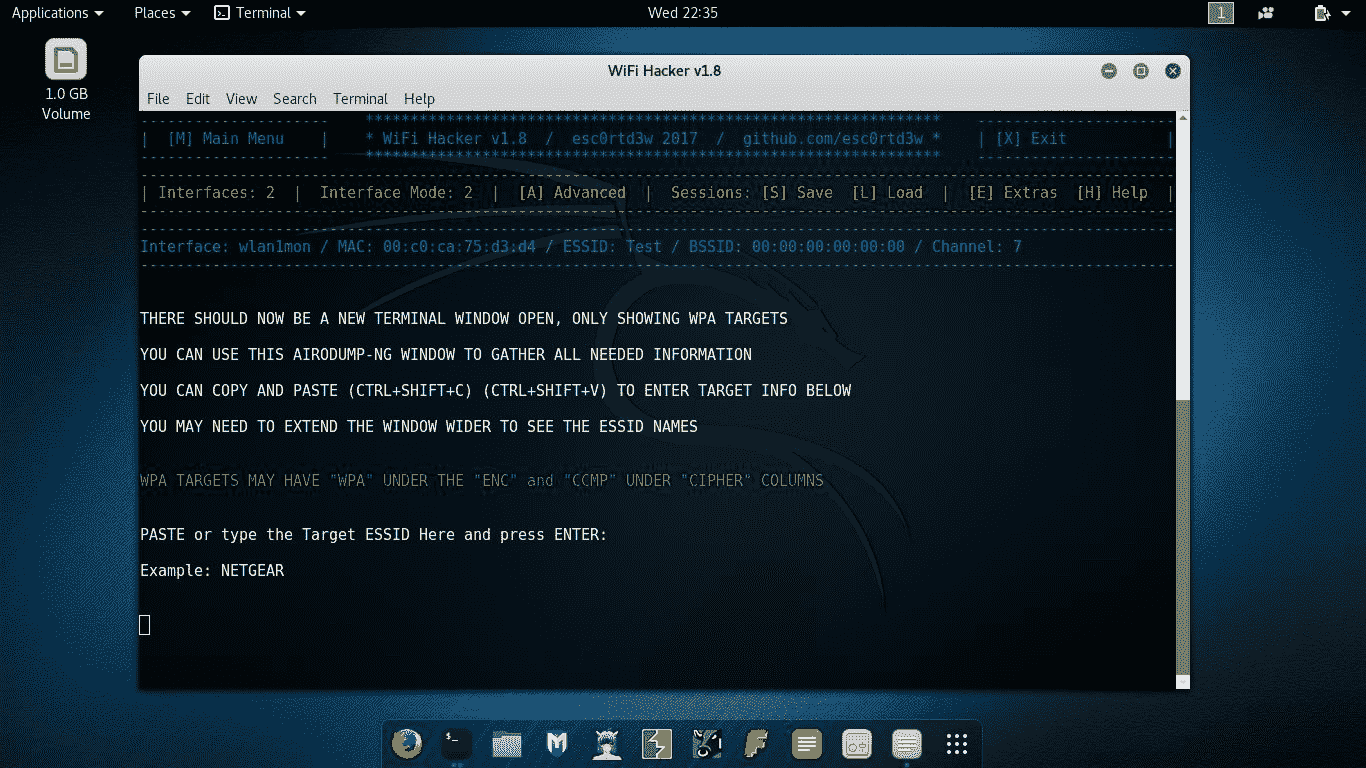 Applications Places Terminal Wed 22:35 1
1.0 GB
Volume
WiFi Hacker v1.8
File Edit View Search Terminal Help
--------------------- **************************************************************** ----------------------
| [M] Main Menu | * WiFi Hacker v1.8 / esc0rtd3w 2017 / github.com/esc0rtd3w * | [X] Exit |
--------------------- **************************************************************** ----------------------
| Interfaces: 2 | Interface Mode: 2 | [A] Advanced | Sessions: [S] Save [L] Load | [E] Extras [H] Help |
Interface: wlan1mon / MAC: 00:c0:ca:75:d3:d4 / ESSID: Test / BSSID: 00:00:00:00:00:00 / Channel: 7
THERE SHOULD NOW BE A NEW TERMINAL WINDOW OPEN, ONLY SHOWING WPA TARGETS
YOU CAN USE THIS AIRODUMP-NG WINDOW TO GATHER ALL NEEDED INFORMATION
YOU CAN COPY AND PASTE (CTRL+SHIFT+C) (CTRL+SHIFT+V) TO ENTER TARGET INFO BELOW
YOU MAY NEED TO EXTEND THE WINDOW WIDER TO SEE THE ESSID NAMES
WPA TARGETS MAY HAVE "WPA" UNDER THE "ENC" and "CCMP" UNDER "CIPHER" COLUMNS
PASTE or type the Target ESSID Here and press ENTER:
Example: NETGEAR